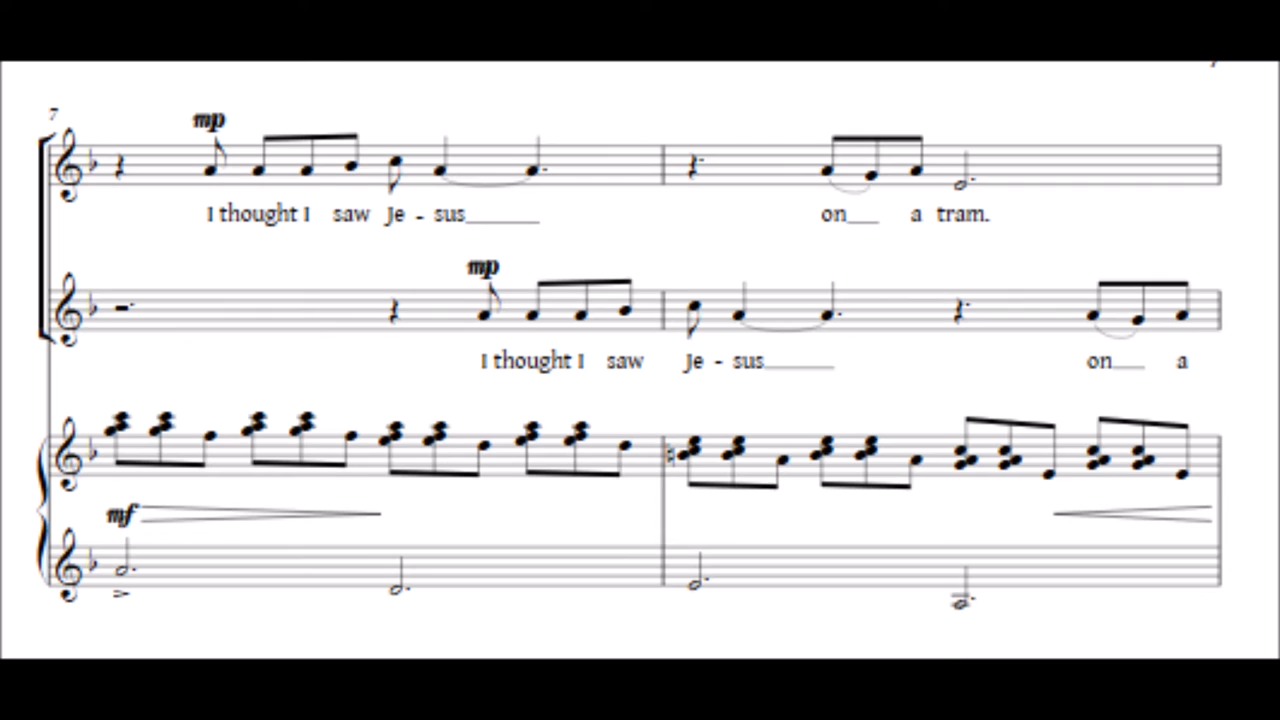 7
mp
I thought I saw Je - sus on a tram.
mp
I thought I saw Je - sus on a
mf